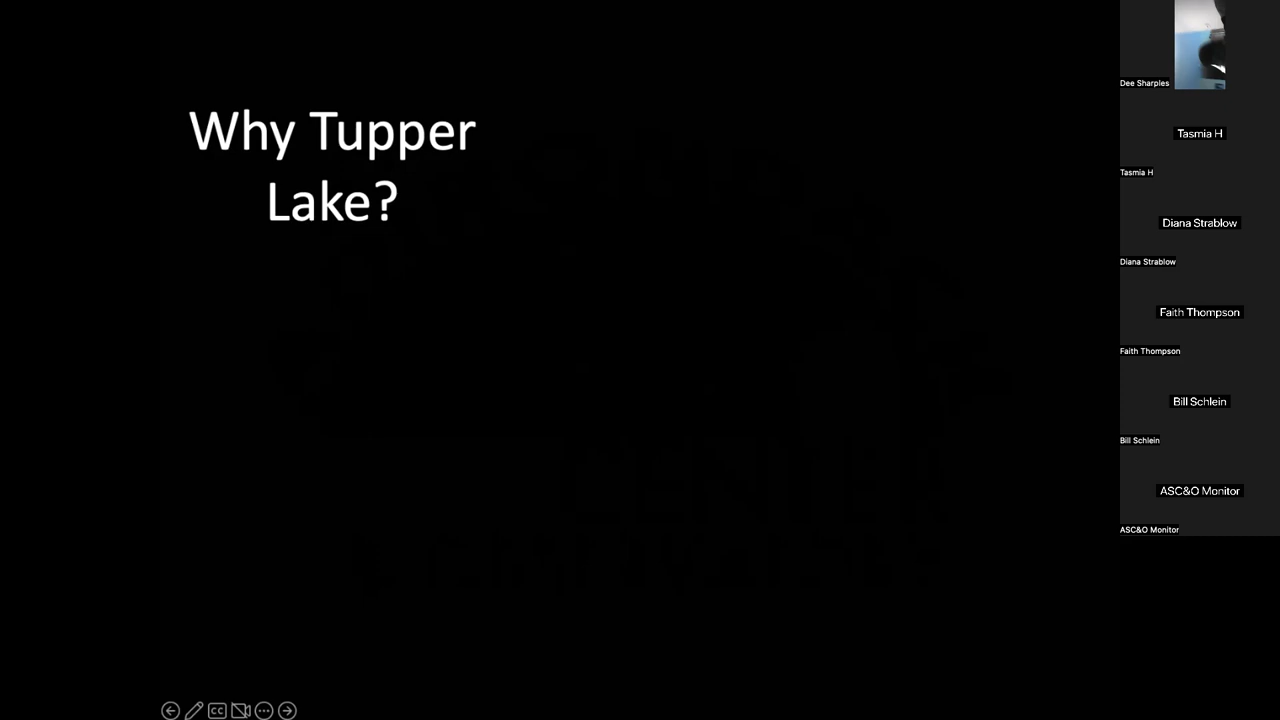 Why Tupper
Lake?
Dee Sharples
Tasmia H
Tasmia H
Diana Strablow
Diana Strablow
Faith Thompson
Faith Thompson
Bill Schlein
Bill Schlein
ASC&O Monitor
ASC&O Monitor
CC